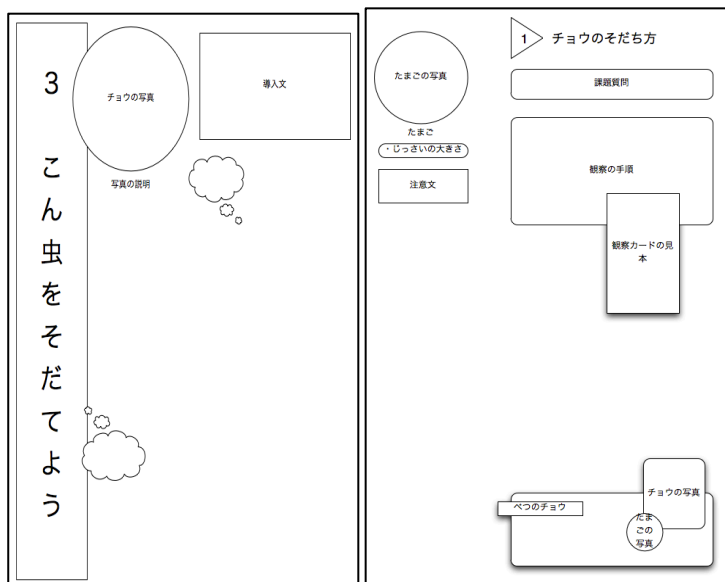 3 こん虫をそだてよう
チョウの写真
導入文
写真の説明
たまごの写真
たまご
・じっさいの大きさ
注意文
1 チョウのそだち方
課題質問
観察の手順
観察カードの見
本
べつのチョウ
チョウの写真
たま
ごの
写真